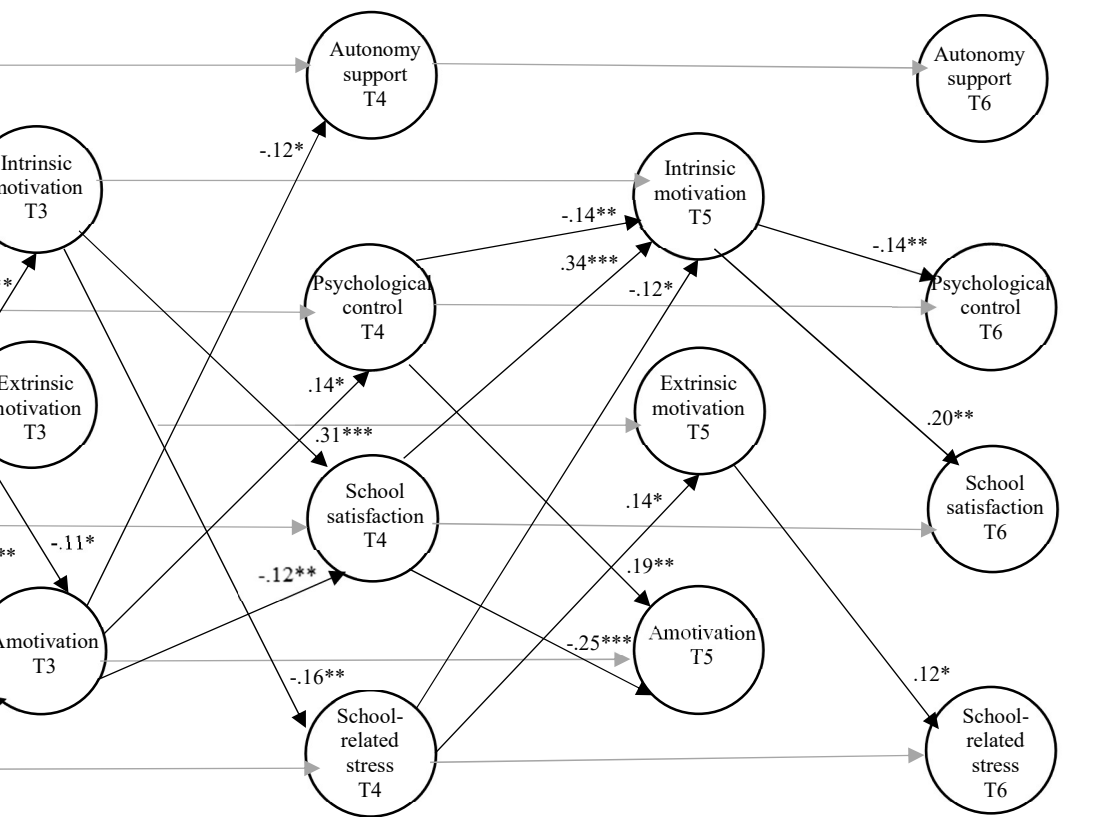 Autonomy
support
T4
Autonomy
support
T6
-.12*
Intrinsic
notivation
T3
Intrinsic
motivation
T5
-.14**
-.14**
.34***
-.12*
*
Psychological
control
T4
Psychological
control
T6
Extrinsic
notivation
T3
.14*
Extrinsic
motivation
T5
.31***
.20**
School
satisfaction
T4
School
satisfaction
T6
.14*
-.11*
**
-.12**
.19**
Amotivation
T3
-.25***
Amotivation
T5
-.16**
.12*
School-
related
stress
T4
School-
related
stress
T6